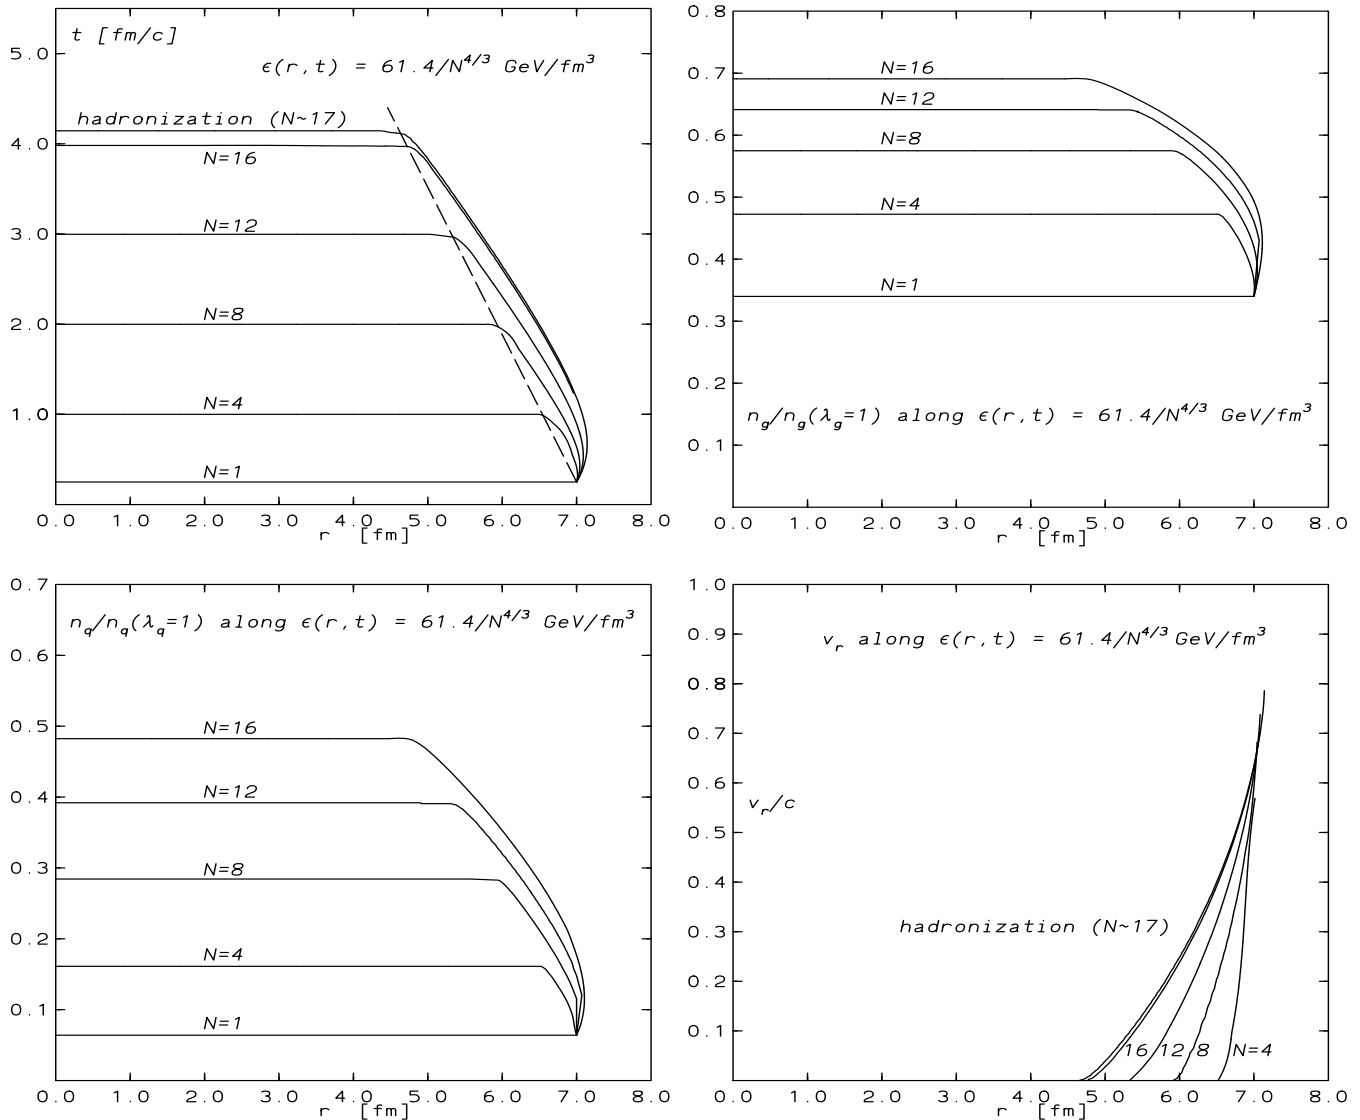 t [fm/c]
5.0
ϵ(r,t) = 61.4/N^4/3 GeV/fm^3
hadronization (N~17)
4.0
N=16
3.0
N=12
2.0
N=8
1.0
N=4
N=1
0.0 1.0 2.0 3.0 4.0 5.0 6.0 7.0 8.0
r [fm]
0.8
0.7
N=16
N=12
0.6
N=8
0.5
N=4
0.4
N=1
0.3
0.2
n_g/n_g(λ_g=1) along ϵ(r,t) = 61.4/N^4/3 GeV/fm^3
0.1
0.0 1.0 2.0 3.0 4.0 5.0 6.0 7.0 8.0
r [fm]
0.7
n_q/n_q(λ_q=1) along ϵ(r,t) = 61.4/N^4/3 GeV/fm^3
0.6
0.5
N=16
0.4
N=12
0.3
N=8
0.2
N=4
0.1
N=1
0.0 1.0 2.0 3.0 4.0 5.0 6.0 7.0 8.0
r [fm]
1.0
0.9
v_r along ϵ(r,t) = 61.4/N^4/3 GeV/fm^3
0.8
0.7
0.6
v_r/c
0.5
0.4
0.3
hadronization (N~17)
0.2
0.1
16 12 8 N=4
0.0 1.0 2.0 3.0 4.0 5.0 6.0 7.0 8.0
r [fm]